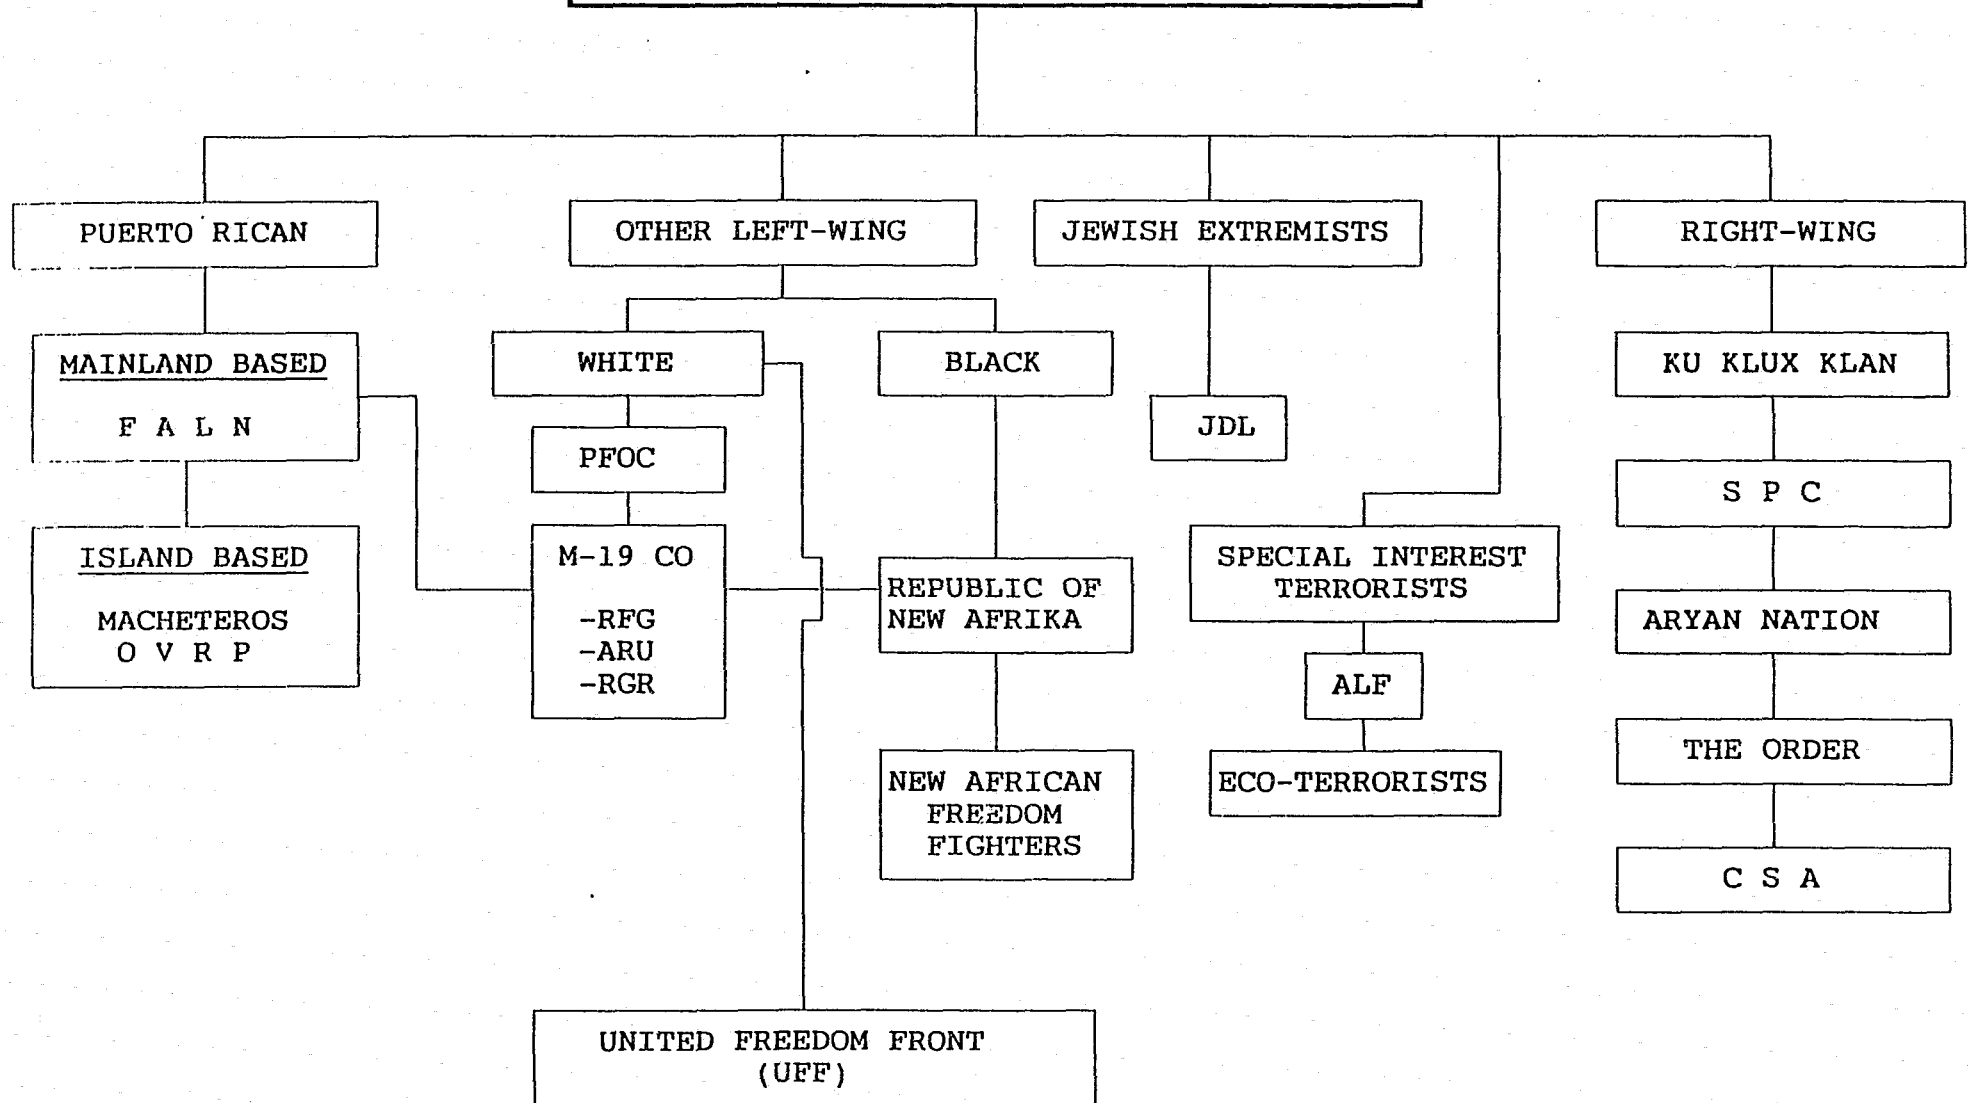 PUERTO RICAN
OTHER LEFT-WING
JEWISH EXTREMISTS
RIGHT-WING
MAINLAND BASED
F A L N
WHITE
BLACK
KU KLUX KLAN
JDL
PFOC
S P C
ISLAND BASED
MACHETEROS
O V R P
M-19 CO
-RFG
-ARU
-RGR
REPUBLIC OF
NEW AFRIKA
SPECIAL INTEREST
TERRORISTS
ARYAN NATION
ALF
THE ORDER
NEW AFRICAN
FREEDOM
FIGHTERS
ECO-TERRORISTS
C S A
UNITED FREEDOM FRONT
(UFF)